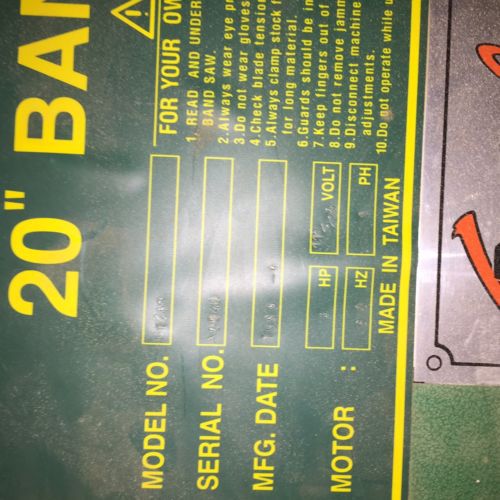 20" BAN
MODEL NO.
SERIAL NO.
MFG. DATE
MOTOR : HP VOLT
HZ PH
MADE IN TAIWAN
FOR YOUR OW
1.READ AND UNDER
BAND SAW.
2.Always wear eye pr
3.Do not wear gloves
4.Check blade tension
5.Always clamp stock f
for long material.
6.Guards should be in
7.Keep fingers out of
8.Do not remove jamm
9.Disconnect machine
adjustments.
10.Do not operate while u